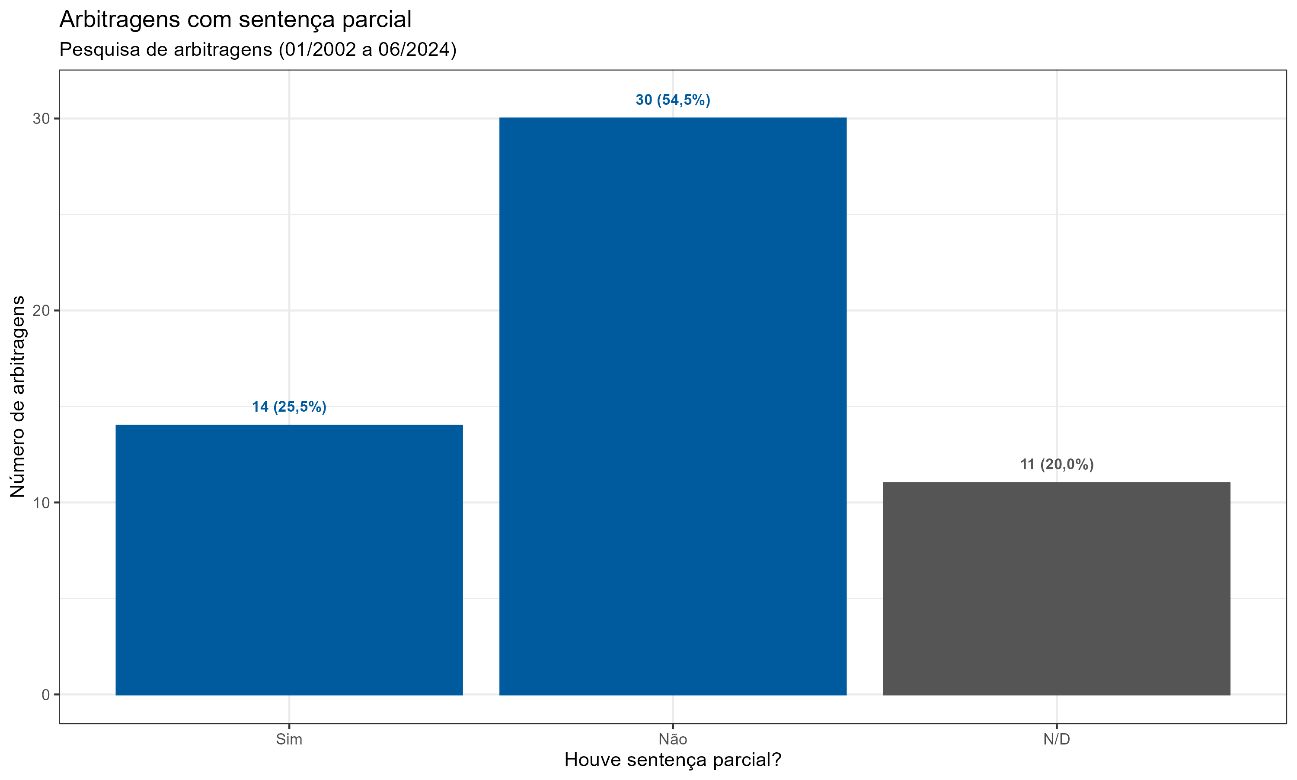 Arbitragens com sentença parcial
Pesquisa de arbitragens (01/2002 a 06/2024)
30 (54,5%)
30
20
14 (25,5%)
11 (20,0%)
10
0
Número de arbitragens
Sim
Não
N/D
Houve sentença parcial?